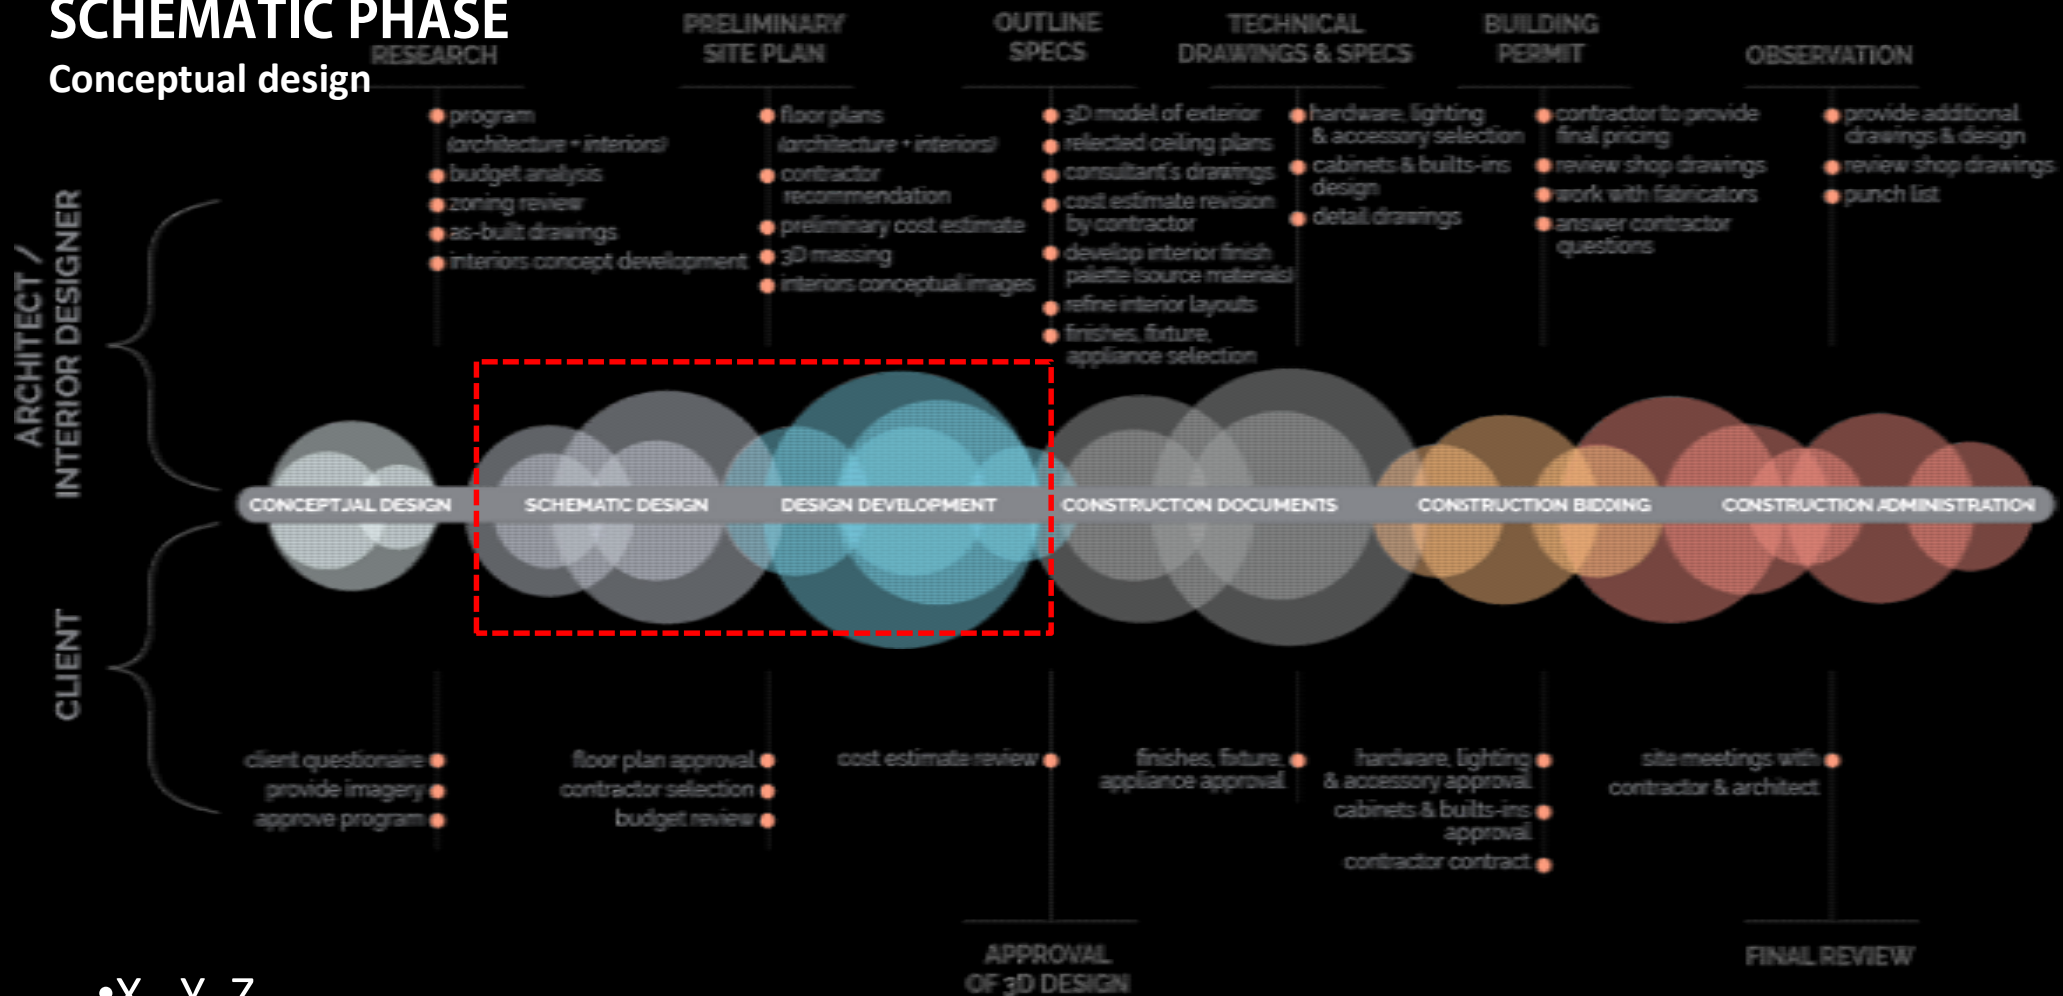 SCHEMATIC PHASE
Conceptual design
RESEARCH
program
(architecture + interiors)
budget analysis
zoning review
as-built drawings
interiors concept development
PRELIMINARY
SITE PLAN
floor plans
(architecture + interiors)
contractor
recommendation
preliminary cost estimate
3D massing
interiors conceptual images
OUTLINE
SPECS
3D model of exterior
relected ceiling plans
consultant's drawings
cost estimate revision
by contractor
develop interior finish
palette (source materials)
refine interior layouts
finishes, fixture,
appliance selection
TECHNICAL
DRAWINGS & SPECS
hardware, lighting
& accessory selection
cabinets & builts-ins
design
detail drawings
BUILDING
PERMIT
contractor to provide
final pricing
review shop drawings
work with fabricators
answer contractor
questions
OBSERVATION
provide additional
drawings & design
review shop drawings
punch list
ARCHITECT /
INTERIOR DESIGNER
CONCEPTUAL DESIGN
SCHEMATIC DESIGN
DESIGN DEVELOPMENT
CONSTRUCTION DOCUMENTS
CONSTRUCTION BIDDING
CONSTRUCTION ADMINISTRATION
CLIENT
client questionaire
provide imagery
approve program
floor plan approval
contractor selection
budget review
cost estimate review
APPROVAL
OF 3D DESIGN
finishes, fixture,
appliance approval
hardware, lighting
& accessory approval
cabinets & builts-ins
approval
contractor contract
site meetings with
contractor & architect
FINAL REVIEW